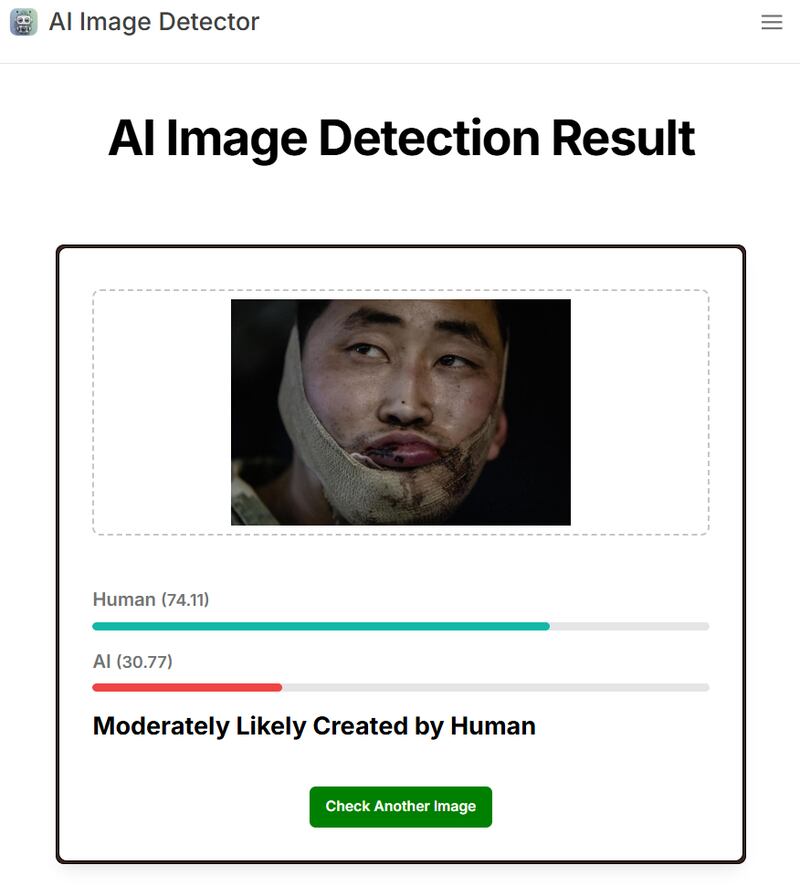 AI Image Detector
AI Image Detection Result
Human (74.11)
AI (30.77)
Moderately Likely Created by Human
Check Another Image